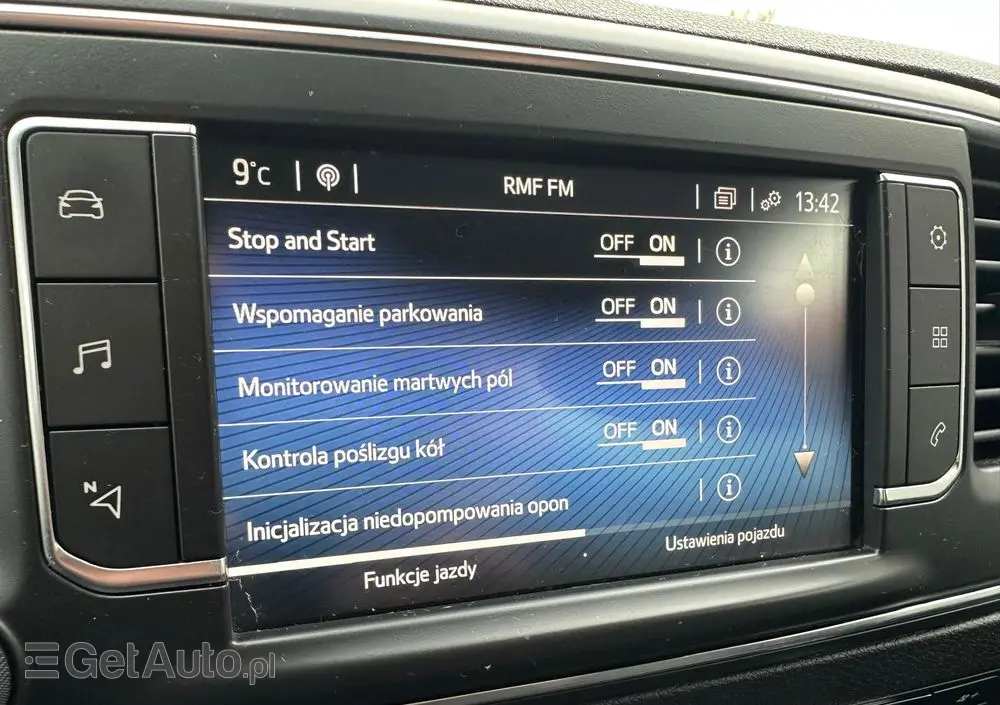 9°C
RMF FM
13:42
Stop and Start OFF ON
Wspomaganie parkowania OFF ON
Monitorowanie martwych pól OFF ON
Kontrola poślizgu kół OFF ON
Inicjalizacja niedopompowania opon
Funkcje jazdy
Ustawienia pojazdu
N
GetAuto.pl